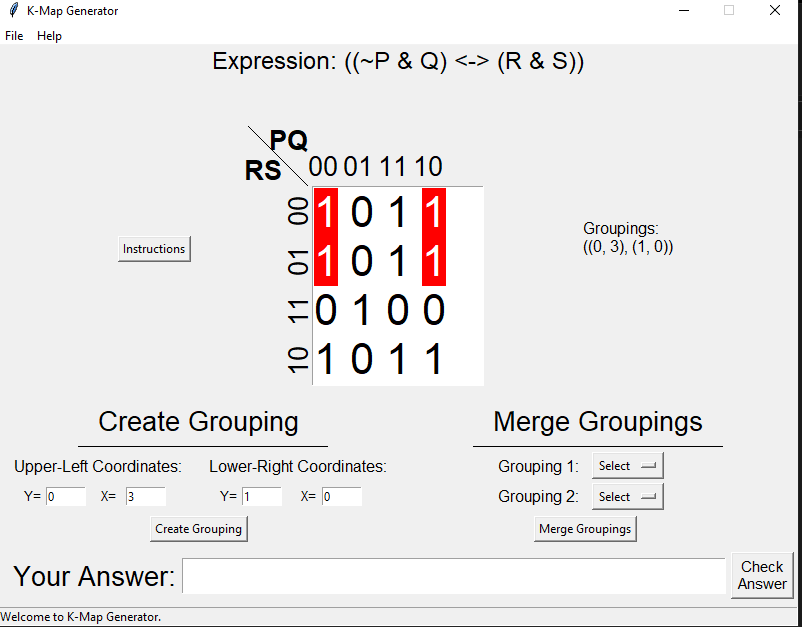 K-Map Generator
File Help
Expression: ((~P & Q) <-> (R & S))
PQ
RS
00 01 11 10
00 1 0 1 1
01 1 0 1 1
11 0 1 0 0
10 1 0 1 1
Instructions
Groupings:
((0, 3), (1, 0))
Create Grouping
Upper-Left Coordinates: Lower-Right Coordinates:
Y= 0 X= 3 Y= 1 X= 0
Create Grouping
Merge Groupings
Grouping 1: Select
Grouping 2: Select
Merge Groupings
Your Answer:
Check
Answer
Welcome to K-Map Generator.